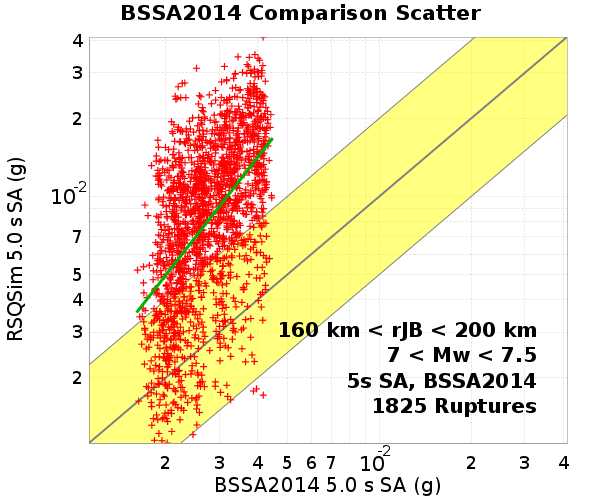 BSSA2014 Comparison Scatter
RSQSim 5.0 s SA (g)
4
3
2
10-2
7
5
4
3
2
160 km < rJB < 200 km
7 < Mw < 7.5
5s SA, BSSA2014
1825 Ruptures
2 3 4 5 6 7 10-2 2 3 4
BSSA2014 5.0 s SA (g)